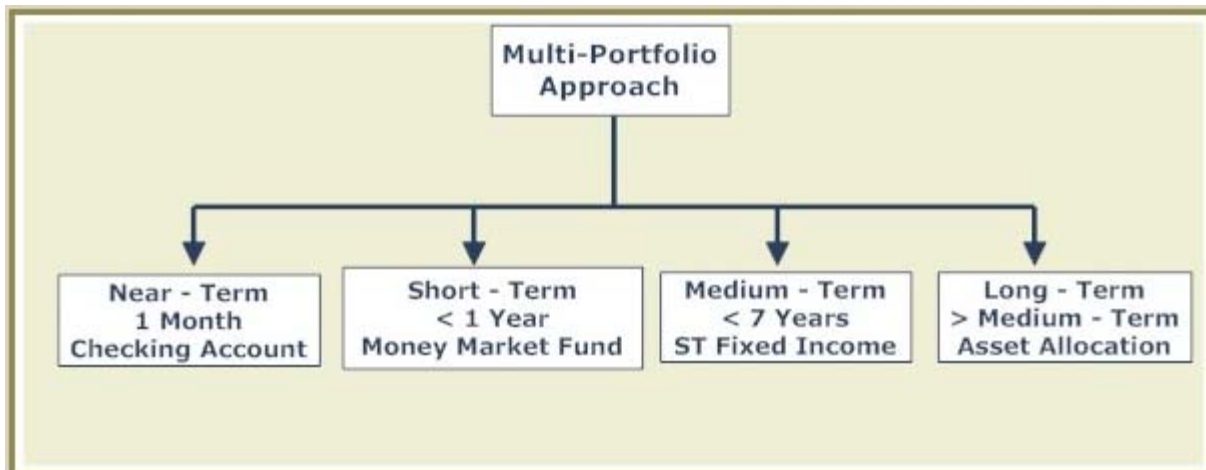 Multi-Portfolio
Approach
Near - Term
1 Month
Checking Account
Short - Term
< 1 Year
Money Market Fund
Medium - Term
< 7 Years
ST Fixed Income
Long - Term
> Medium - Term
Asset Allocation